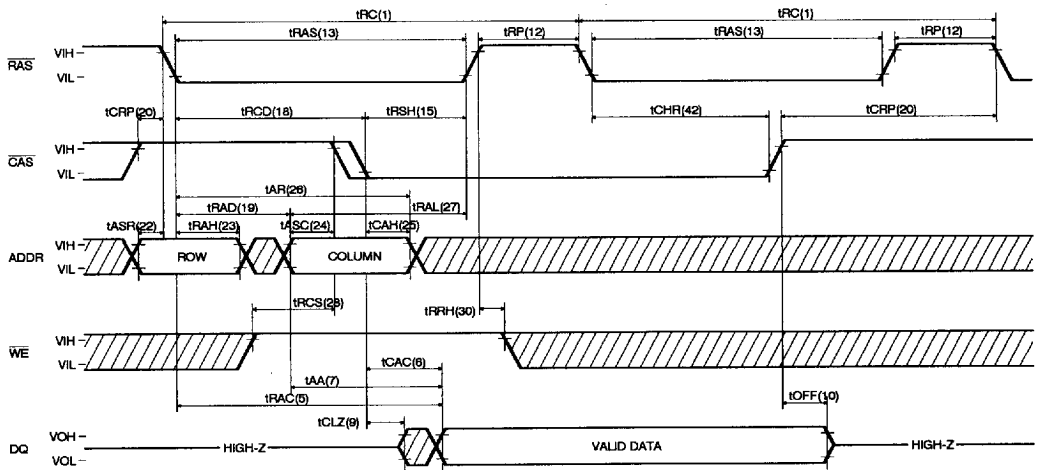 tRC(1) tRC(1)
tRAS(13) tRP(12) tRAS(13) tRP(12)
RAS VIH
VIL
tCRP(20) tRCD(18) tRSH(15) tCHR(42) tCRP(20)
CAS VIH
VIL
tAR(26)
tRAD(19) tRAL(27)
tASR(22) tRAH(23) tASC(24) tCAH(25)
ADDR VIH ROW COLUMN
VIL
tRCS(28) tRRH(30)
WE VIH
VIL
tCAC(6)
tAA(7)
tRAC(5) tOFF(10)
tCLZ(9)
DQ VOH HIGH-Z VALID DATA HIGH-Z
VOL